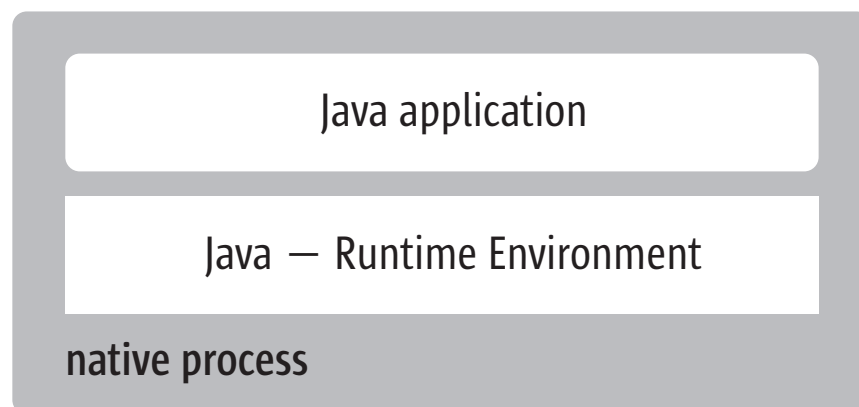 Java application
Java — Runtime Environment
native process